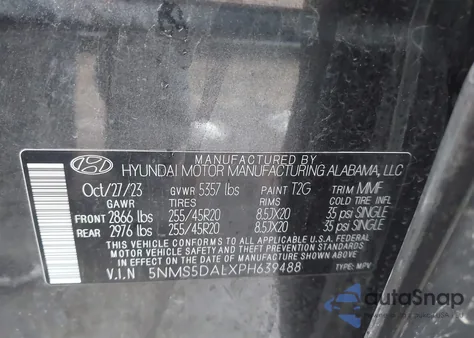 MANUFACTURED BY
HYUNDAI MOTOR MANUFACTURING ALABAMA, LLC
Oct/27/23 GVWR 5357 lbs PAINT T2G TRIM MMF
GAWR TIRES RIMS COLD TIRE INFL
FRONT 2866 lbs 255/45R20 8.5JX20 35 psi SINGLE
REAR 2976 lbs 255/45R20 8.5JX20 35 psi SINGLE
THIS VEHICLE CONFORMS TO ALL APPLICABLE U.S. FEDERAL MOTOR
VEHICLE SAFETY STANDARDS IN EFFECT ON THE DATE OF MANUFACTURE SHOWN ABOVE.
V.I.N 5NMS5DALXPH639488 TYPE: MPV
autoSnap